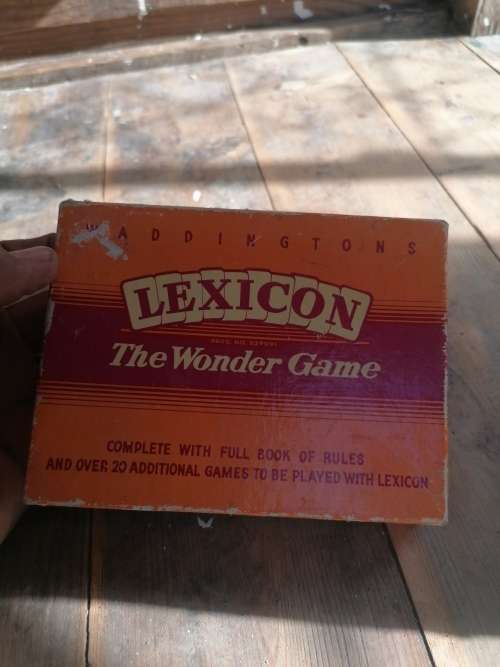 WADDINGTONS
LEXICON
The Wonder Game
COMPLETE WITH FULL BOOK OF RULES
AND OVER 20 ADDITIONAL GAMES TO BE PLAYED WITH LEXICON